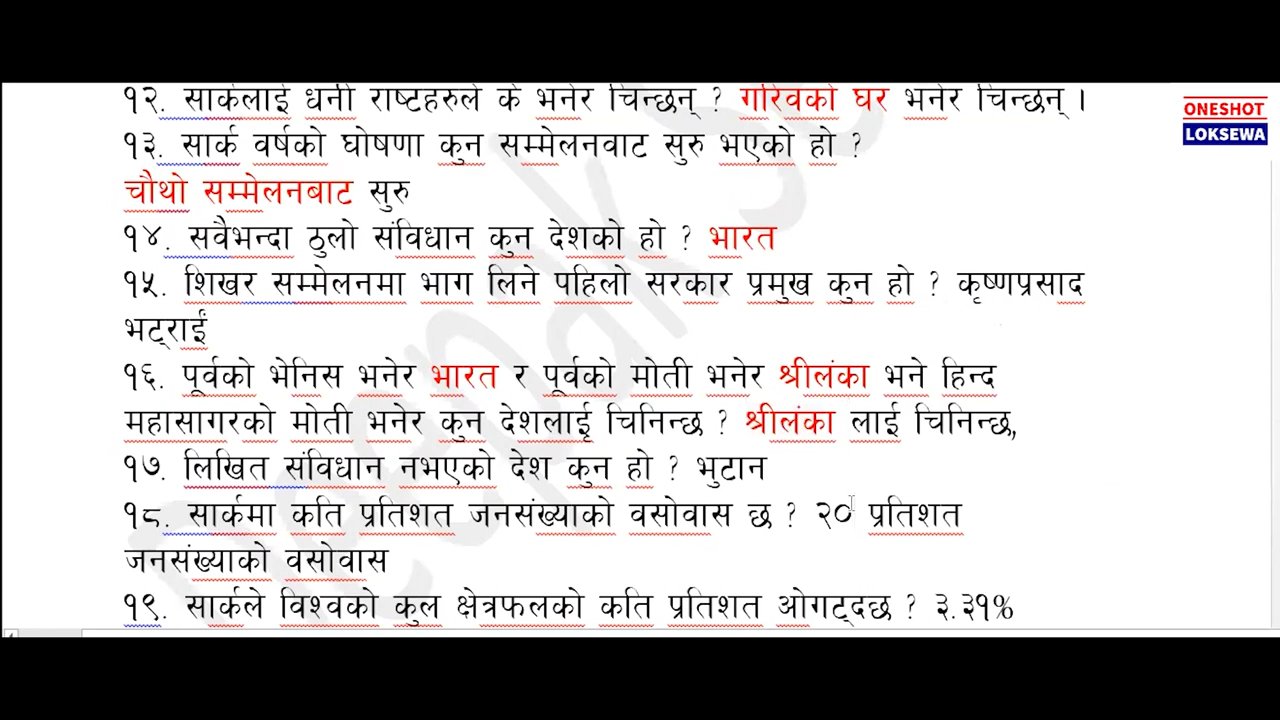 १२. सार्कलाई धनी राष्टहरुले के भनेर चिन्छन् ? गरिवको घर भनेर चिन्छन् ।
ONESHOT
LOKSEWA
१३. सार्क वर्षको घोषणा कुन सम्मेलनवाट सुरु भएको हो ?
चौथो सम्मेलनबाट सुरु
१४. सवैभन्दा ठुलो संविधान कुन देशको हो ? भारत
१५. शिखर सम्मेलनमा भाग लिने पहिलो सरकार प्रमुख कुन हो ? कृष्णप्रसाद
भट्राईं
१६. पूर्वको भेनिस भनेर भारत र पूर्वको मोती भनेर श्रीलंका भने हिन्द
महासागरको मोती भनेर कुन देशलाई चिनिन्छ ? श्रीलंका लाई चिनिन्छ,
१७. लिखित संविधान नभएको देश कुन हो ? भुटान
१८. सार्कमा कति प्रतिशत जनसंख्याको वसोवास छ ? २० प्रतिशत
जनसंख्याको वसोवास
१९. सार्कले विश्वको कुल क्षेत्रफलको कति प्रतिशत ओगट्दछ ? ३.३१%